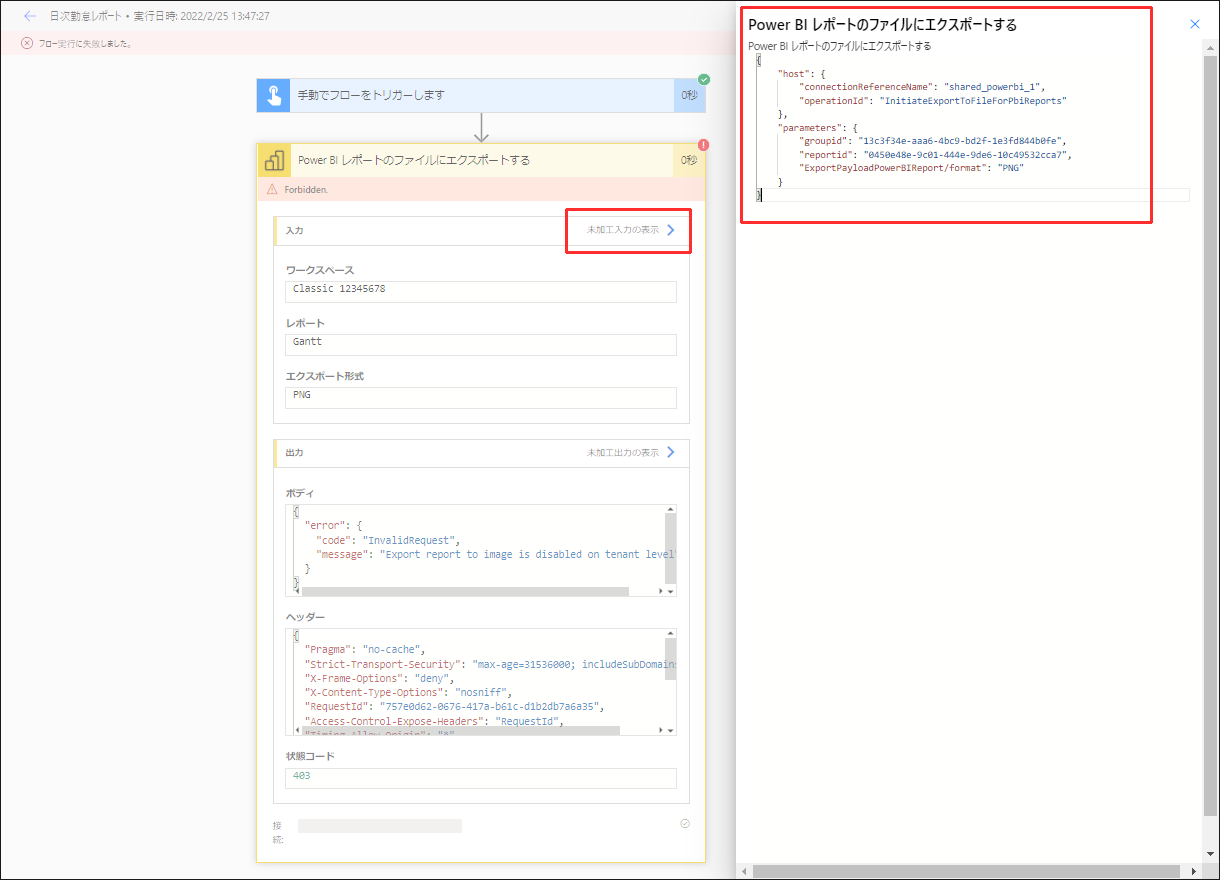 日次勤怠レポート • 実行日時: 2022/2/25 13:47:27
フロー実行に失敗しました。
手動でフローをトリガーします
0秒
Power BI レポートのファイルにエクスポートする
0秒
Forbidden.
入力
未加工入力の表示
ワークスペース
Classic 12345678
レポート
Gantt
エクスポート形式
PNG
出力
未加工出力の表示
ボディ
{
"error": {
"code": "InvalidRequest",
"message": "Export report to image is disabled on tenant level"
}
}
ヘッダー
{
"Pragma": "no-cache",
"Strict-Transport-Security": "max-age=31536000; includeSubDomains
"X-Frame-Options": "deny",
"X-Content-Type-Options": "nosniff",
"RequestId": "757e0d62-0676-417a-b61c-d1b2db7a6a35",
"Access-Control-Expose-Headers": "RequestId",
"Timing-Allow-Origin": "*"
状態コード
403
接
続:
Power BI レポートのファイルにエクスポートする
Power BI レポートのファイルにエクスポートする
{
"host": {
"connectionReferenceName": "shared_powerbi_1",
"operationId": "InitiateExportToFileForPbiReports"
},
"parameters": {
"groupid": "13c3f34e-aaa6-4bc9-bd2f-1e3fd844b0fe",
"reportid": "0450e48e-9c01-444e-9de6-10c49532cca7",
"ExportPayloadPowerBIReport/format": "PNG"
}
}